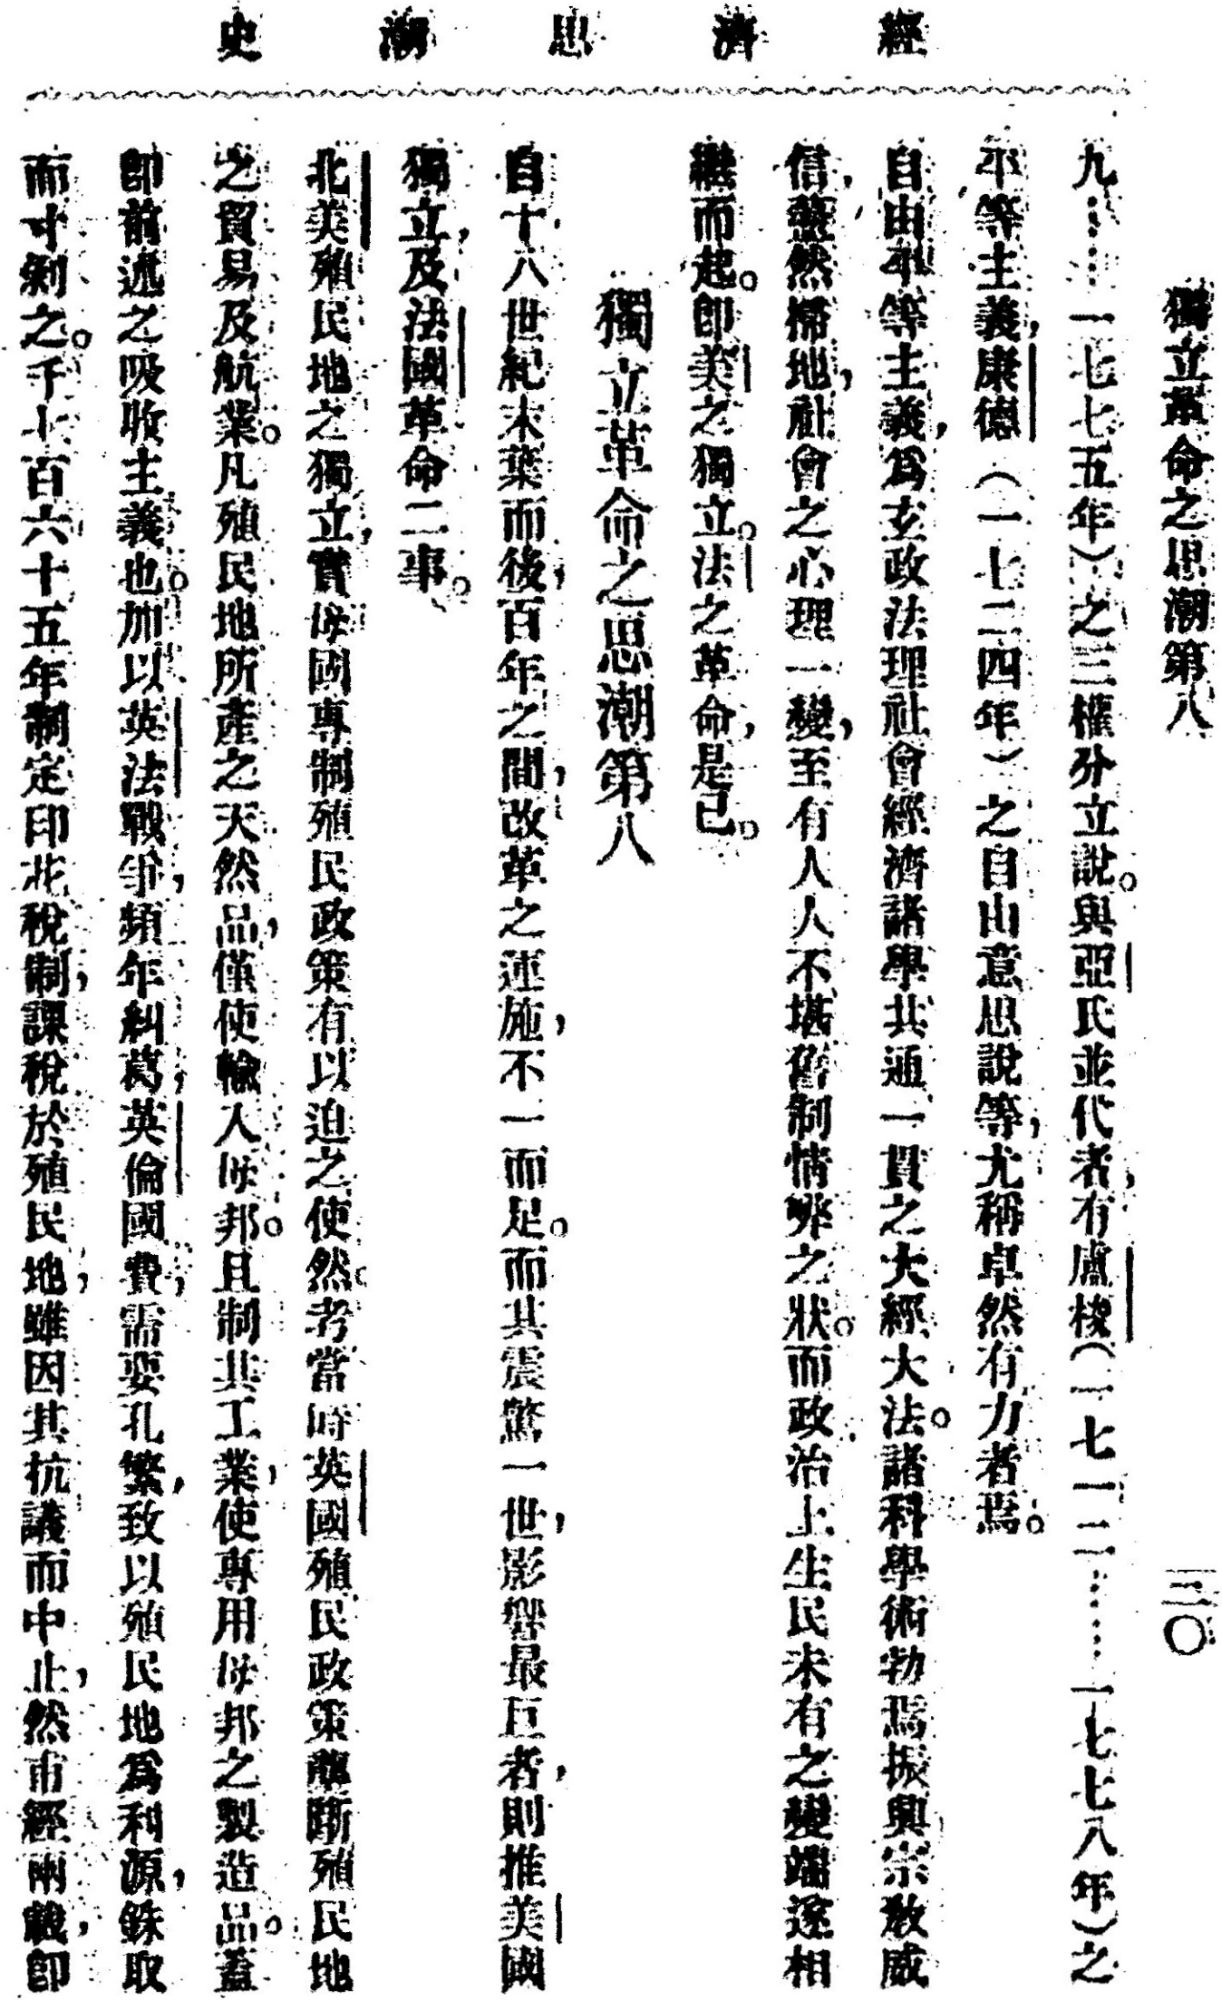 經濟思潮史
獨立革命之思潮第八
三〇
九……一七七五年)之三權分立說。與亞氏並代者,有盧梭(一七一二……一七七八年)之
平等主義,康德(一七二四年)之自由意思說等,尤稱卓然有力者焉。
自由平等主義,爲玄政法理社會經濟諸學共通一貫之大經大法。諸科學術勃焉振興,宗敎威
信,蕩然掃地,社會之心理一變,至有人人不堪舊制情弊之狀。而政治上生民未有之變端遂相
繼而起。卽美之獨立。法之革命,是已。
獨立革命之思潮第八
自十八世紀末葉而後,百年之間,改革之連施,不一而足。而其震驚一世,影響最巨者,則推美國
獨立,及法國革命二事。
北美殖民地之獨立,實母國專制殖民政策有以迫之使然。考當時英國殖民政策,壟斷殖民地
之貿易及航業。凡殖民地所產之天然品,僅使輸入母邦。且制其工業,使專用母邦之製造品。蓋
卽前述之吸收主義也。加以英法戰爭,頻年糾葛,英倫國費,需要孔繁,致以殖民地爲利源,銖取
而寸剝之。千七百六十五年制定印花稅制,課稅於殖民地,雖因其抗議而中止,然甫經兩載,卽